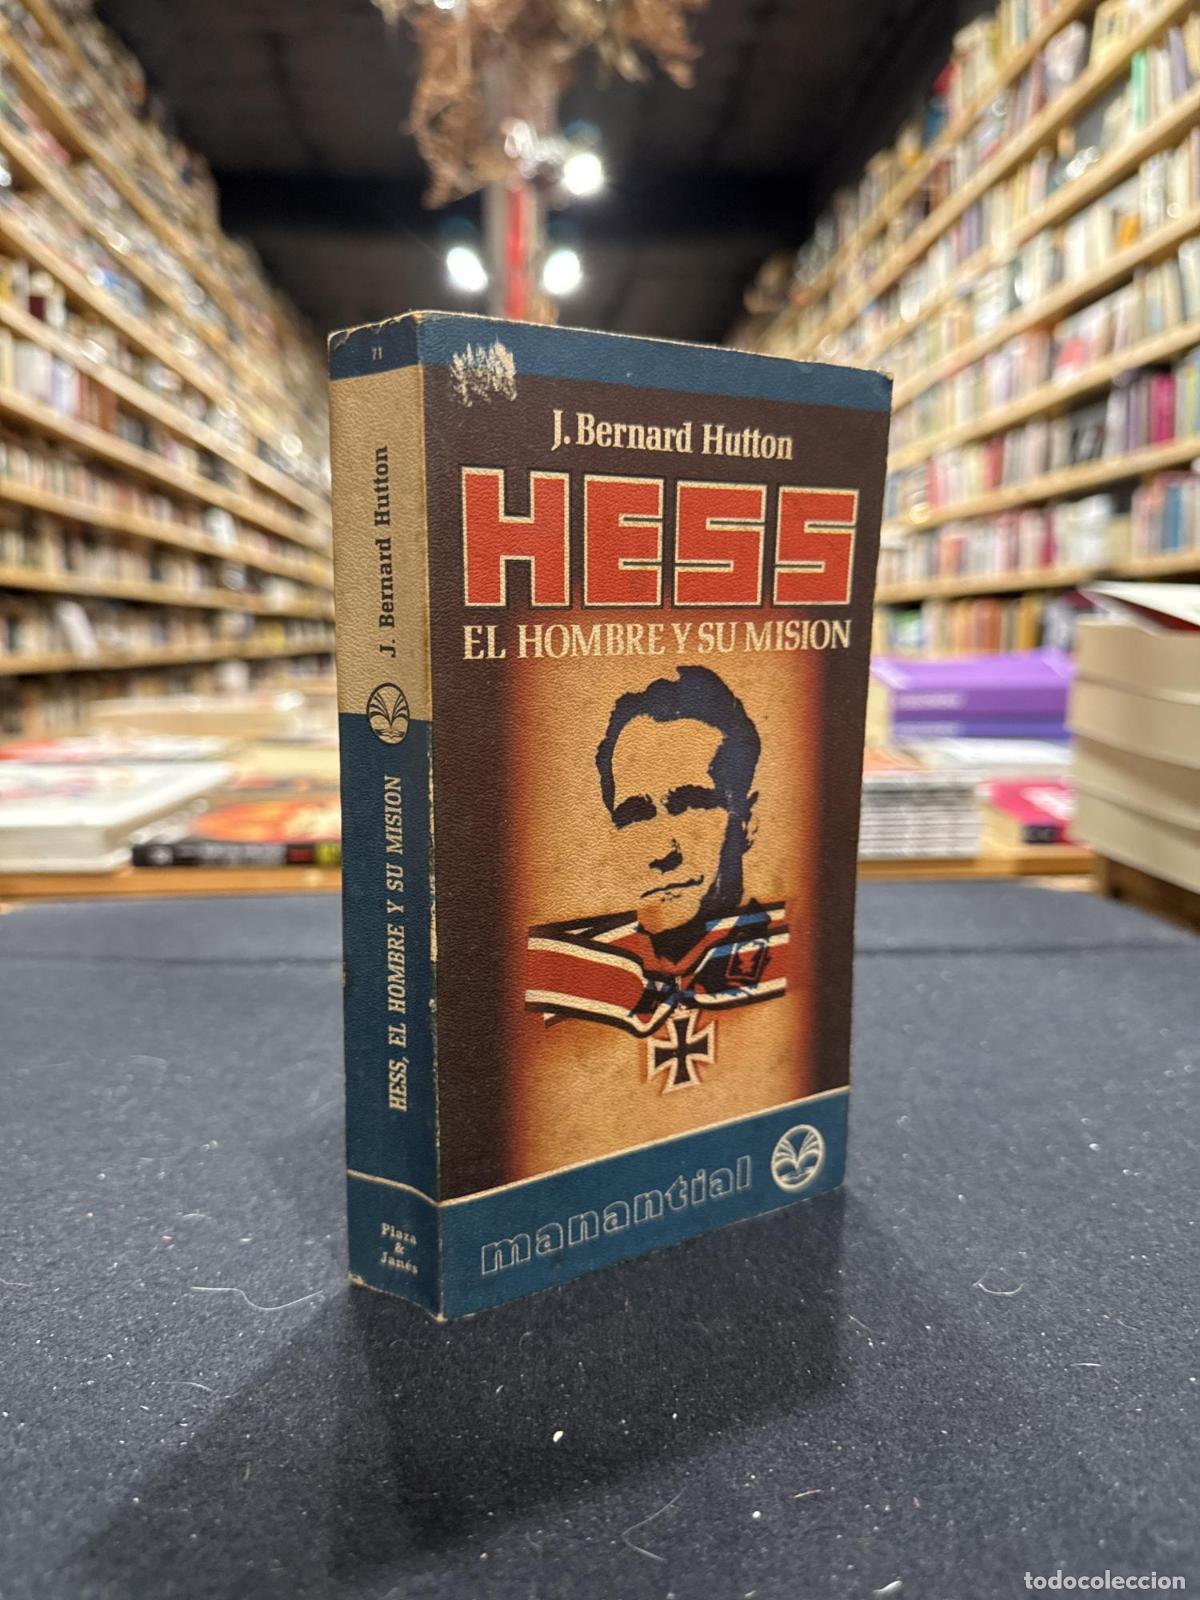 71
J. Bernard Hutton
HESS, EL HOMBRE Y SU MISION
Plaza
&
Janés
J. Bernard Hutton
HESS
EL HOMBRE Y SU MISION
manantial
todocoleccion